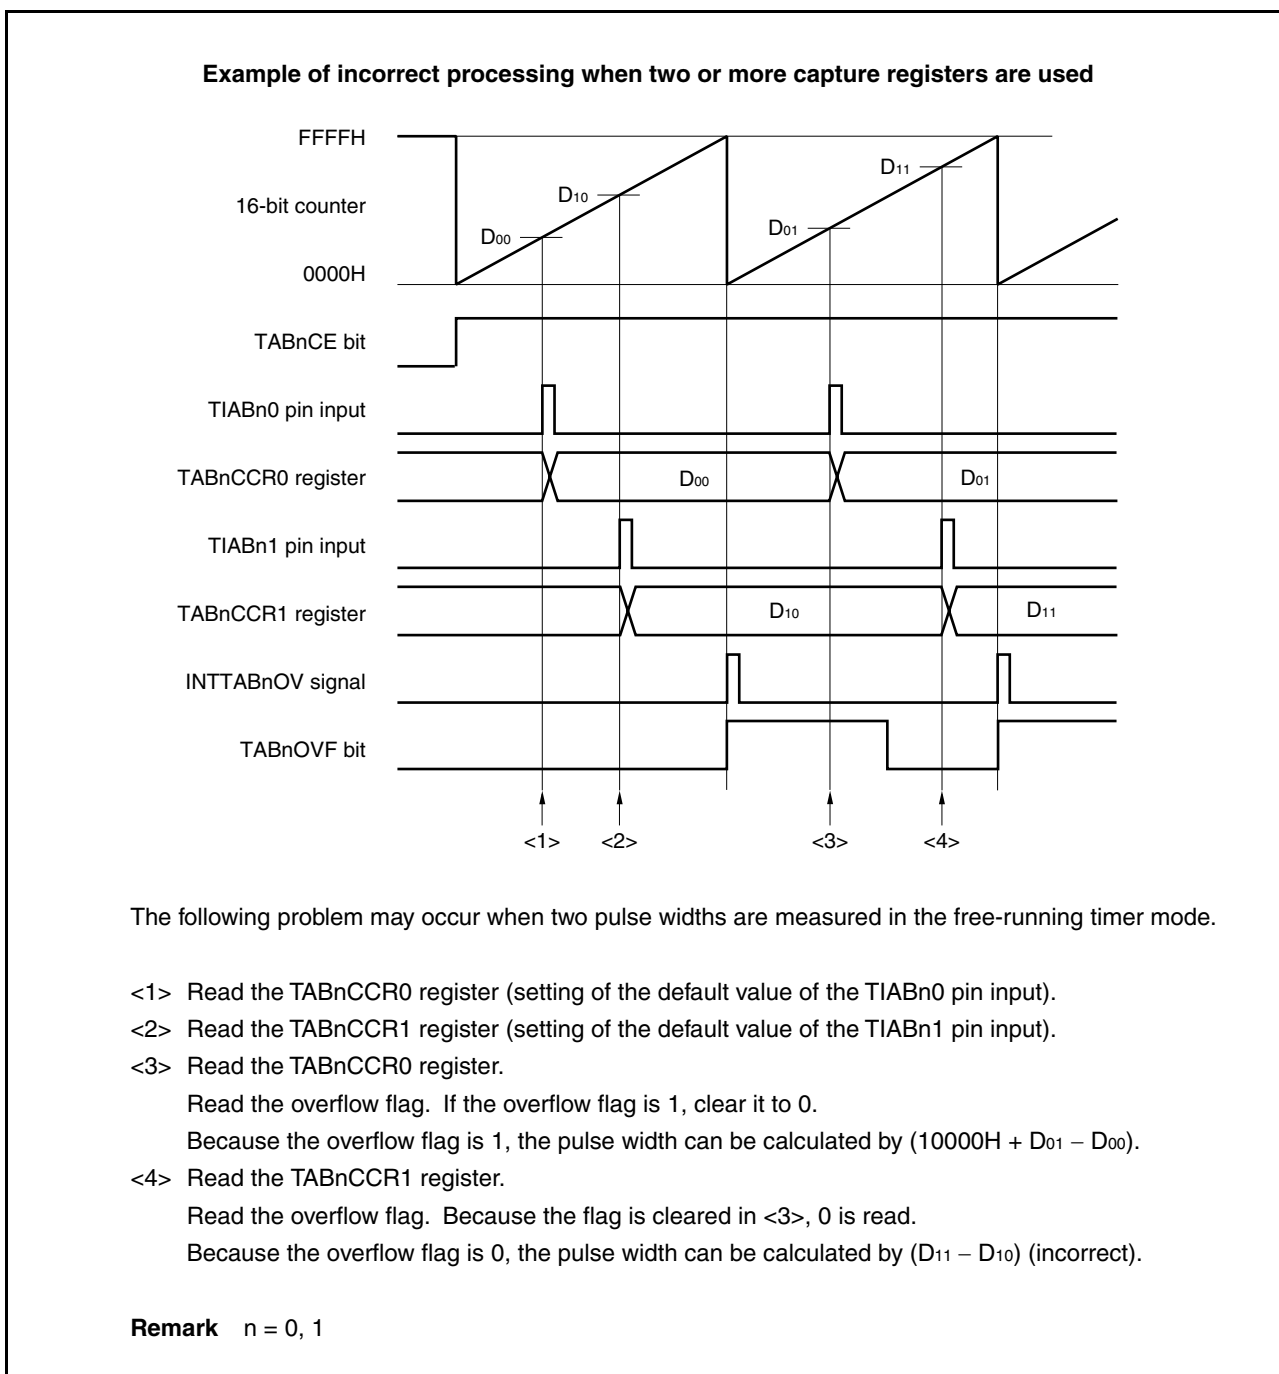 Example of incorrect processing when two or more capture registers are used
FFFFH
D11
D10
16-bit counter
D01
D00
0000H
TABnCE bit
TIABn0 pin input
TABnCCR0 register
D00
D01
TIABn1 pin input
TABnCCR1 register
D10
D11
INTTABnOV signal
TABnOVF bit
<1> <2> <3> <4>
The following problem may occur when two pulse widths are measured in the free-running timer mode.
<1> Read the TABnCCR0 register (setting of the default value of the TIABn0 pin input).
<2> Read the TABnCCR1 register (setting of the default value of the TIABn1 pin input).
<3> Read the TABnCCR0 register.
Read the overflow flag. If the overflow flag is 1, clear it to 0.
Because the overflow flag is 1, the pulse width can be calculated by (10000H + D01 − D00).
<4> Read the TABnCCR1 register.
Read the overflow flag. Because the flag is cleared in <3>, 0 is read.
Because the overflow flag is 0, the pulse width can be calculated by (D11 − D10) (incorrect).
Remark n = 0, 1